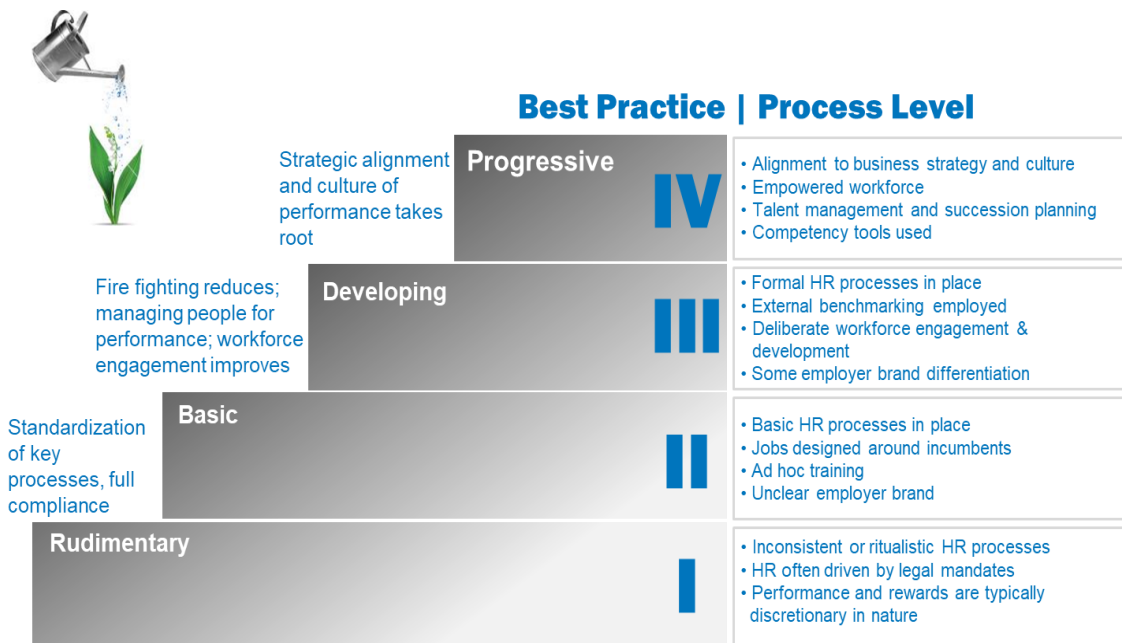 Best Practice | Process Level
Strategic alignment
and culture of
performance takes
root
Progressive
IV
• Alignment to business strategy and culture
• Empowered workforce
• Talent management and succession planning
• Competency tools used
Fire fighting reduces;
managing people for
performance; workforce
engagement improves
Developing
III
• Formal HR processes in place
• External benchmarking employed
• Deliberate workforce engagement &
development
• Some employer brand differentiation
Standardization
of key
processes, full
compliance
Basic
II
• Basic HR processes in place
• Jobs designed around incumbents
• Ad hoc training
• Unclear employer brand
Rudimentary
I
• Inconsistent or ritualistic HR processes
• HR often driven by legal mandates
• Performance and rewards are typically
discretionary in nature